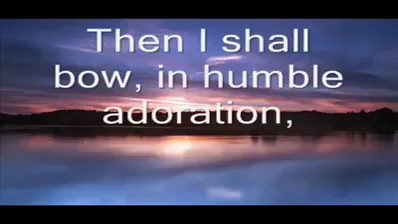 Then I shall
bow, in humble
adoration,